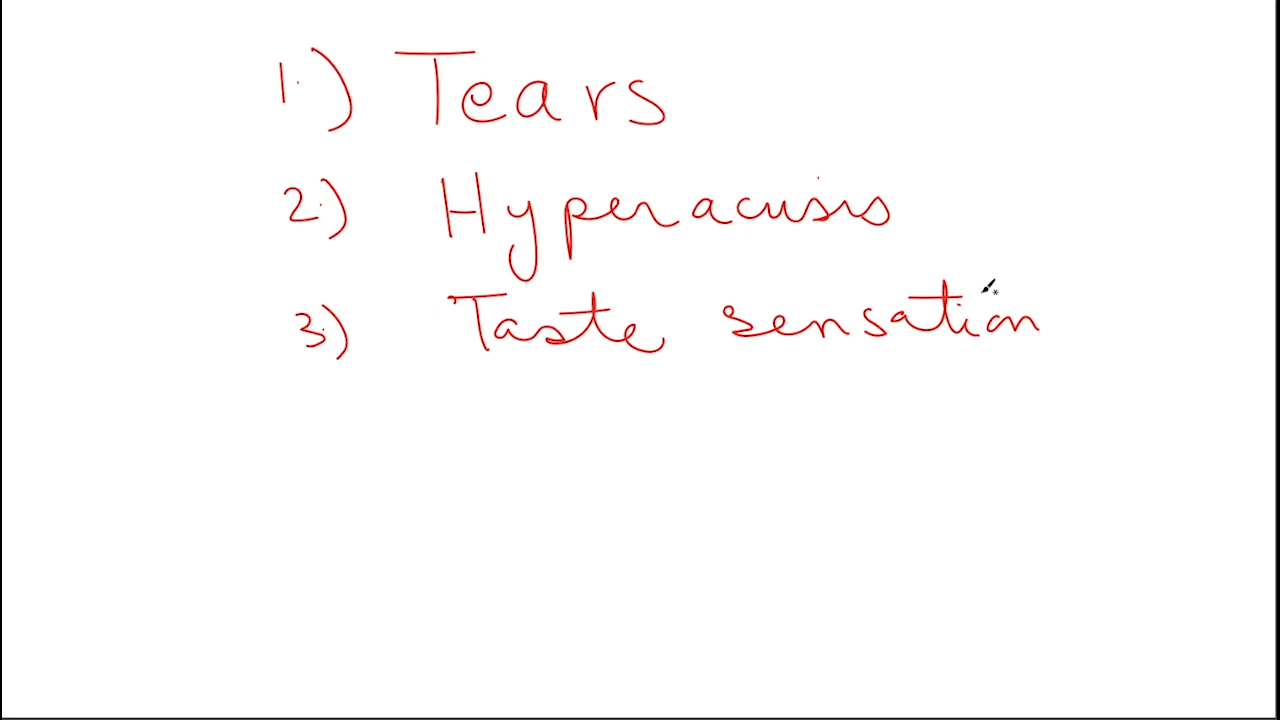 1.) Tears
2.) Hyperacusis
3.) Taste sensation